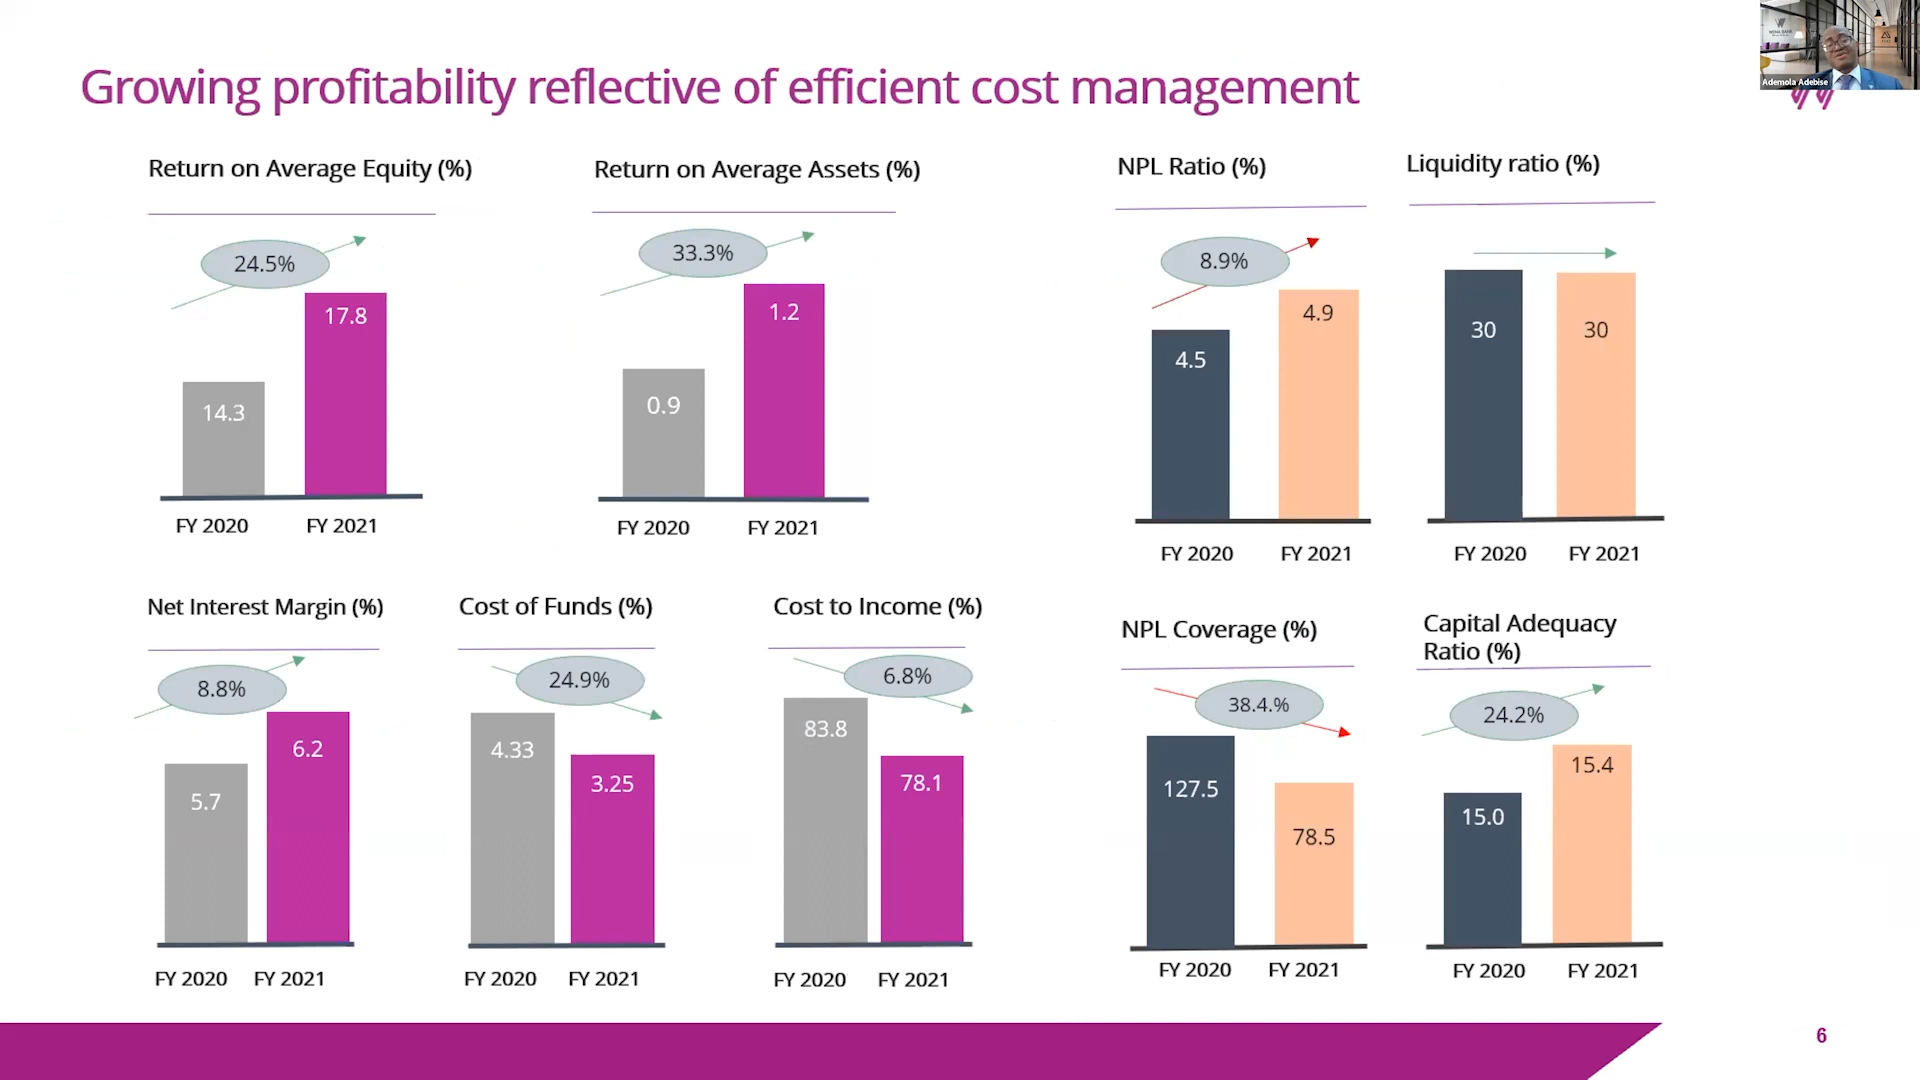 Growing profitability reflective of efficient cost management
Ademola Adebise
Return on Average Equity (%)
24.5%
17.8
14.3
FY 2020 FY 2021
Return on Average Assets (%)
33.3%
1.2
0.9
FY 2020 FY 2021
NPL Ratio (%)
8.9%
4.9
4.5
FY 2020 FY 2021
Liquidity ratio (%)
30 30
FY 2020 FY 2021
Net Interest Margin (%)
8.8%
6.2
5.7
FY 2020 FY 2021
Cost of Funds (%)
24.9%
4.33
3.25
FY 2020 FY 2021
Cost to Income (%)
6.8%
83.8
78.1
FY 2020 FY 2021
NPL Coverage (%)
38.4.%
127.5
78.5
FY 2020 FY 2021
Capital Adequacy
Ratio (%)
24.2%
15.4
15.0
FY 2020 FY 2021
6